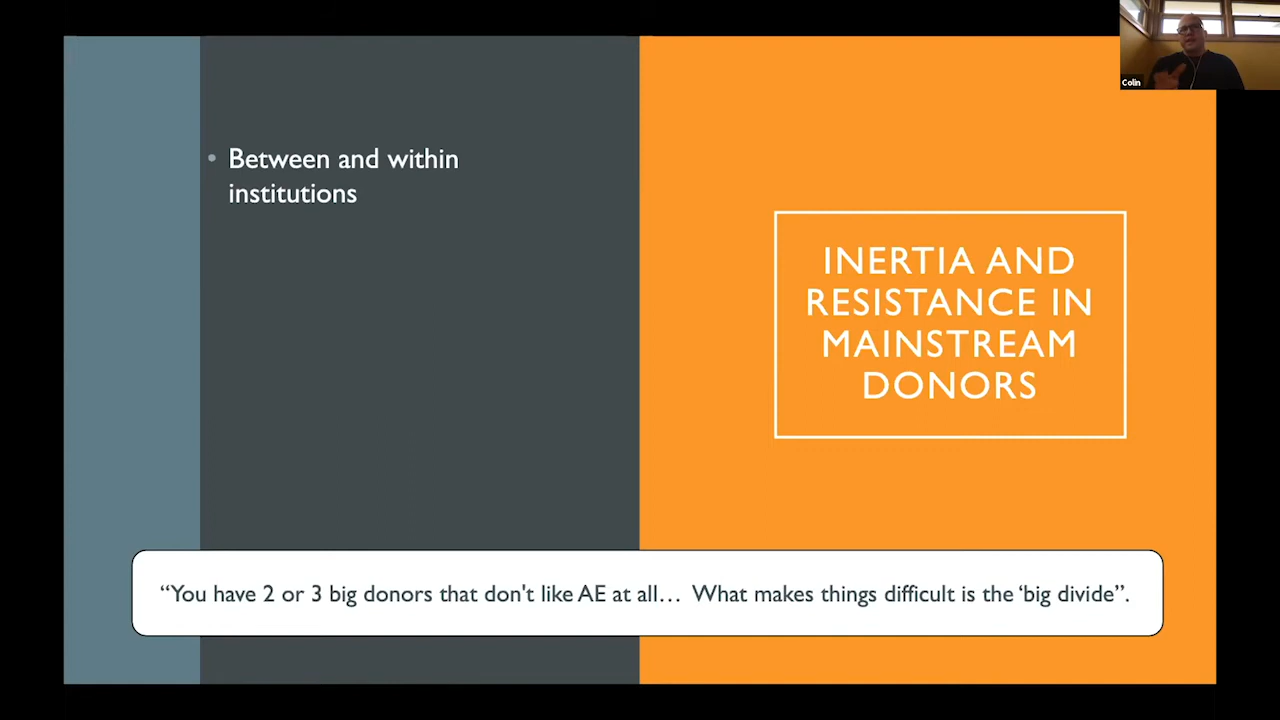 Colin
• Between and within
institutions
INERTIA AND
RESISTANCE IN
MAINSTREAM
DONORS
“You have 2 or 3 big donors that don't like AE at all…  What makes things difficult is the ‘big divide”.